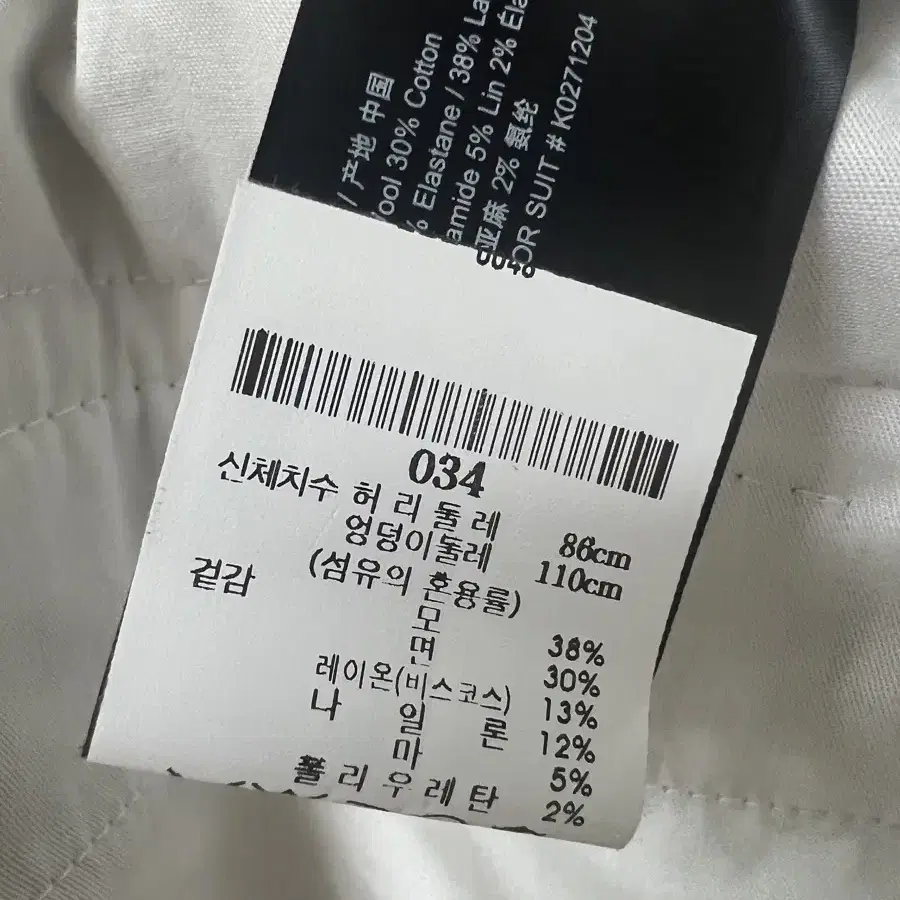 / 产地 中国
ool 30% Cotton
% Elastane / 38% La
amide 5% Lin 2% Éla
亚麻 2% 氨纶
OR SUIT # K0271204
034
신체치수 허 리 둘 레 86cm
엉덩이둘레 110cm
겉감 (섬유의 혼용률)
모 38%
면 30%
레이온(비스코스) 13%
나 일 론 12%
마 5%
폴 리 우 레 탄 2%